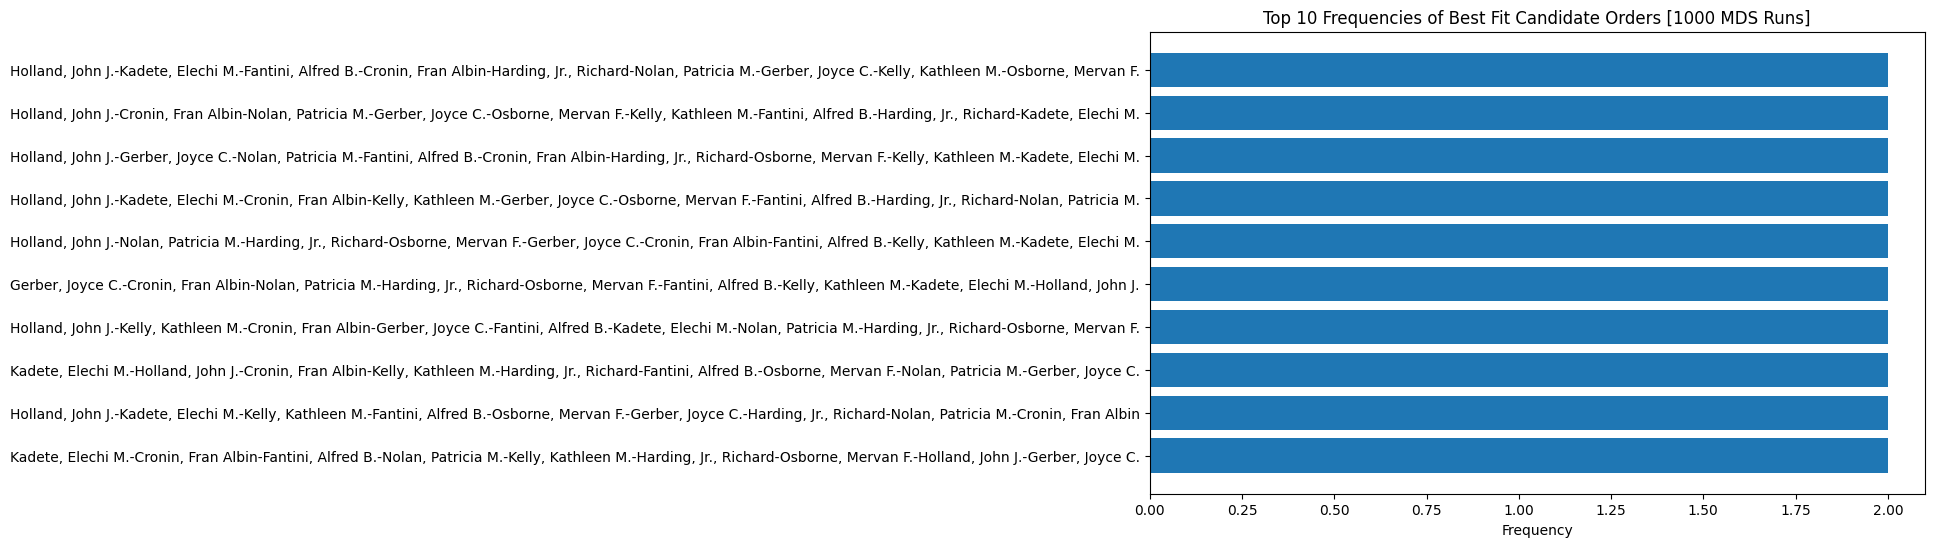 Top 10 Frequencies of Best Fit Candidate Orders [1000 MDS Runs]
Holland, John J.-Kadete, Elechi M.-Fantini, Alfred B.-Cronin, Fran Albin-Harding, Jr., Richard-Nolan, Patricia M.-Gerber, Joyce C.-Kelly, Kathleen M.-Osborne, Mervan F.
Holland, John J.-Cronin, Fran Albin-Nolan, Patricia M.-Gerber, Joyce C.-Osborne, Mervan F.-Kelly, Kathleen M.-Fantini, Alfred B.-Harding, Jr., Richard-Kadete, Elechi M.
Holland, John J.-Gerber, Joyce C.-Nolan, Patricia M.-Fantini, Alfred B.-Cronin, Fran Albin-Harding, Jr., Richard-Osborne, Mervan F.-Kelly, Kathleen M.-Kadete, Elechi M.
Holland, John J.-Kadete, Elechi M.-Cronin, Fran Albin-Kelly, Kathleen M.-Gerber, Joyce C.-Osborne, Mervan F.-Fantini, Alfred B.-Harding, Jr., Richard-Nolan, Patricia M.
Holland, John J.-Nolan, Patricia M.-Harding, Jr., Richard-Osborne, Mervan F.-Gerber, Joyce C.-Cronin, Fran Albin-Fantini, Alfred B.-Kelly, Kathleen M.-Kadete, Elechi M.
Gerber, Joyce C.-Cronin, Fran Albin-Nolan, Patricia M.-Harding, Jr., Richard-Osborne, Mervan F.-Fantini, Alfred B.-Kelly, Kathleen M.-Kadete, Elechi M.-Holland, John J.
Holland, John J.-Kelly, Kathleen M.-Cronin, Fran Albin-Gerber, Joyce C.-Fantini, Alfred B.-Kadete, Elechi M.-Nolan, Patricia M.-Harding, Jr., Richard-Osborne, Mervan F.
Kadete, Elechi M.-Holland, John J.-Cronin, Fran Albin-Kelly, Kathleen M.-Harding, Jr., Richard-Fantini, Alfred B.-Osborne, Mervan F.-Nolan, Patricia M.-Gerber, Joyce C.
Holland, John J.-Kadete, Elechi M.-Kelly, Kathleen M.-Fantini, Alfred B.-Osborne, Mervan F.-Gerber, Joyce C.-Harding, Jr., Richard-Nolan, Patricia M.-Cronin, Fran Albin
Kadete, Elechi M.-Cronin, Fran Albin-Fantini, Alfred B.-Nolan, Patricia M.-Kelly, Kathleen M.-Harding, Jr., Richard-Osborne, Mervan F.-Holland, John J.-Gerber, Joyce C.
0.00 0.25 0.50 0.75 1.00 1.25 1.50 1.75 2.00
Frequency